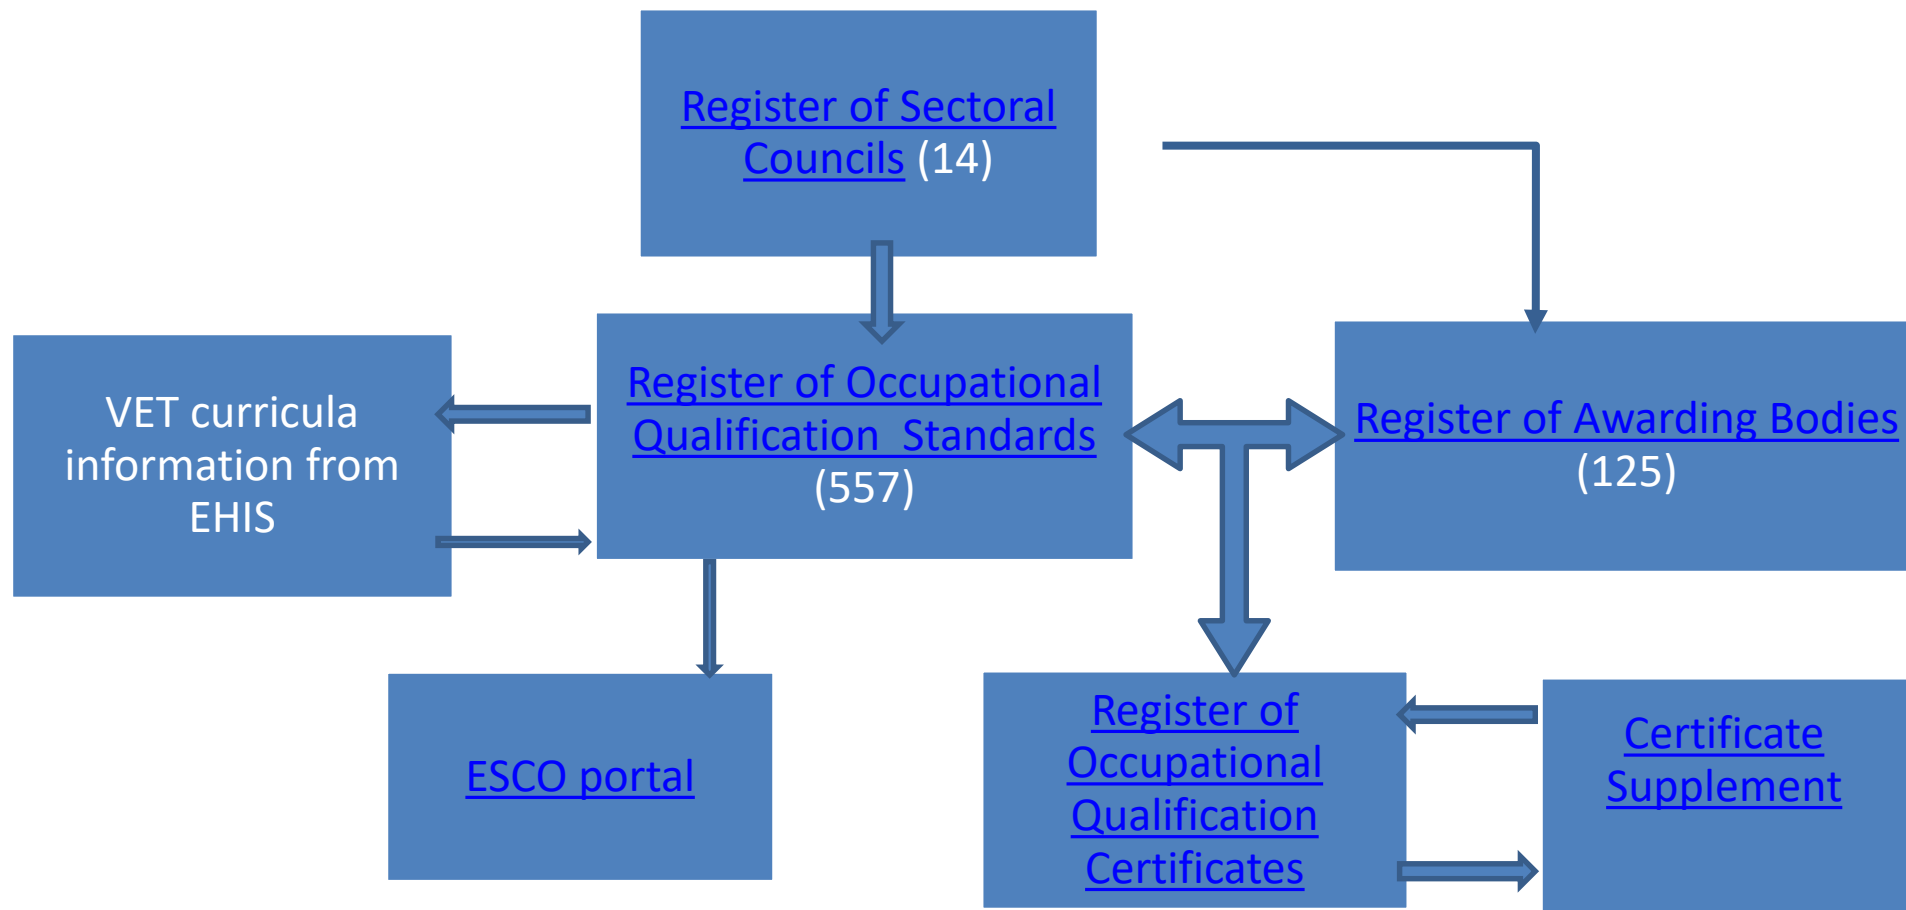 Register of Sectoral
Councils (14)
VET curricula
information from
EHIS
Register of Occupational
Qualification  Standards
(557)
Register of Awarding Bodies
(125)
ESCO portal
Register of
Occupational
Qualification
Certificates
Certificate
Supplement